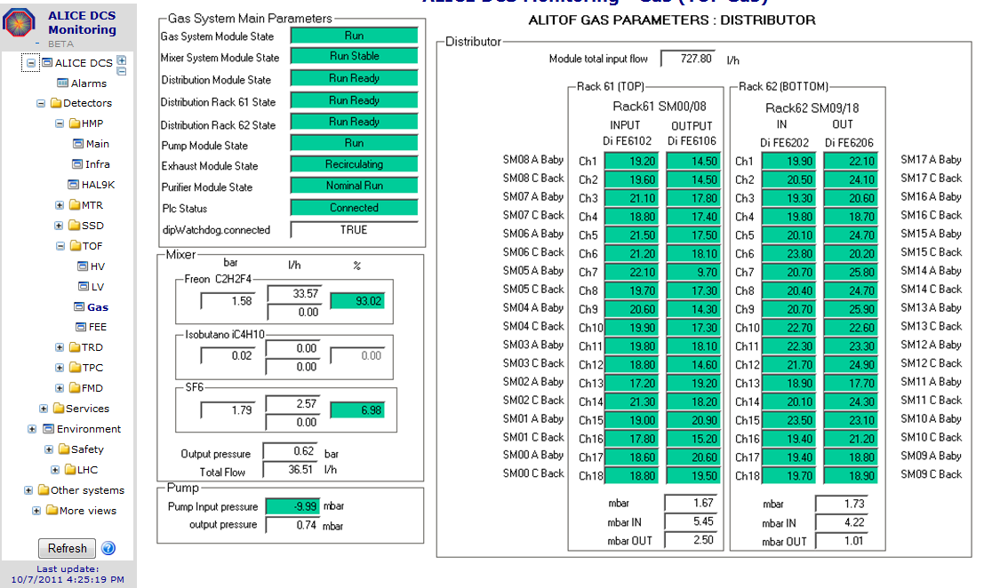 ALICE DCS
Monitoring
BETA
ALICE DCS
Alarms
Detectors
HMP
Main
Infra
HAL9K
MTR
SSD
TOF
HV
LV
Gas
FEE
TRD
TPC
FMD
Services
Environment
Safety
LHC
Other systems
More views
Refresh
Last update:
10/7/2011 4:25:19 PM
Gas System Main Parameters
Gas System Module State Run
Mixer System Module State Run Stable
Distribution Module State Run Ready
Distribution Rack 61 State Run Ready
Distribution Rack 62 State Run Ready
Pump Module State Run
Exhaust Module State Recirculating
Purifier Module State Nominal Run
Plc Status Connected
dipWatchdog.connected TRUE
Mixer
bar l/h %
Freon C2H2F4
1.58 33.57 93.02
0.00
Isobutano iC4H10
0.02 0.00 0.00
0.00
SF6
1.79 2.57 6.98
0.00
Output pressure 0.62 bar
Total Flow 36.51 l/h
Pump
Pump Input pressure -9.99 mbar
output pressure 0.74 mbar
ALITOF GAS PARAMETERS : DISTRIBUTOR
Distributor
Module total input flow 727.80 l/h
Rack 61 (TOP) Rack 62 (BOTTOM)
Rack61 SM00/08 Rack62 SM09/18
INPUT OUTPUT IN OUT
Di FE6102 Di FE6106 Di FE6202 Di FE6206
SM08 A Baby Ch1 19.20 14.50 Ch1 19.90 22.10 SM17 A Baby
SM08 C Back Ch2 19.60 14.50 Ch2 20.50 24.10 SM17 C Back
SM07 A Baby Ch3 21.10 17.80 Ch3 19.30 20.60 SM16 A Baby
SM07 C Back Ch4 18.80 17.40 Ch4 19.80 18.70 SM16 C Back
SM06 A Baby Ch5 21.50 17.50 Ch5 20.10 24.70 SM15 A Baby
SM06 C Back Ch6 21.20 18.10 Ch6 23.80 20.20 SM15 C Back
SM05 A Baby Ch7 22.10 9.70 Ch7 20.70 25.80 SM14 A Baby
SM05 C Back Ch8 19.70 17.30 Ch8 20.40 24.70 SM14 C Back
SM04 A Baby Ch9 20.60 14.30 Ch9 20.70 25.90 SM13 A Baby
SM04 C Back Ch10 19.90 17.30 Ch10 22.70 22.60 SM13 C Back
SM03 A Baby Ch11 19.80 18.10 Ch11 22.30 23.30 SM12 A Baby
SM03 C Back Ch12 18.80 14.60 Ch12 21.70 24.90 SM12 C Back
SM02 A Baby Ch13 17.20 19.20 Ch13 18.90 17.70 SM11 A Baby
SM02 C Back Ch14 21.30 18.20 Ch14 20.10 24.30 SM11 C Back
SM01 A Baby Ch15 19.00 20.90 Ch15 23.50 23.10 SM10 A Baby
SM01 C Back Ch16 17.80 15.20 Ch16 19.40 21.20 SM10 C Back
SM00 A Baby Ch17 18.60 20.60 Ch17 19.40 18.80 SM09 A Baby
SM00 C Back Ch18 18.80 19.50 Ch18 19.70 18.90 SM09 C Back
mbar 1.67 mbar 1.73
mbar IN 5.45 mbar IN 4.22
mbar OUT 2.50 mbar OUT 1.01